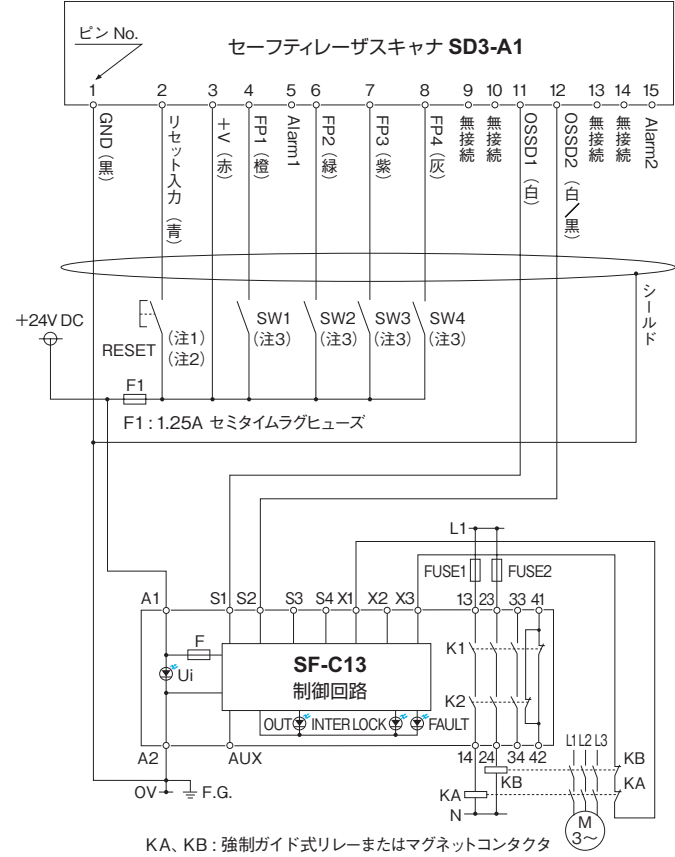 ピン No.
セーフティレーザスキャナ SD3-A1
1 2 3 4 5 6 7 8 9 10 11 12 13 14 15
GND（黒）
リセット入力（青）
＋V（赤）
FP1（橙）
Alarm1
FP2（緑）
FP3（紫）
FP4（灰）
無接続
無接続
OSSD1（白）
OSSD2（白／黒）
無接続
無接続
Alarm2
シールド
+24V DC
RESET
（注1）
（注2）
SW1
（注3）
SW2
（注3）
SW3
（注3）
SW4
（注3）
F1
F1：1.25A セミタイムラグヒューズ
L1
FUSE1 FUSE2
A1 S1 S2 S3 S4 X1 X2 X3 13 23 33 41
F
Ui
SF-C13
制御回路
K1
K2
OUT INTER LOCK FAULT
A2 AUX 14 24 34 42
L1 L2 L3
KB
KA
KB
KA
N
0V F.G.
M
3〜
KA、KB：強制ガイド式リレーまたはマグネットコンタクタ